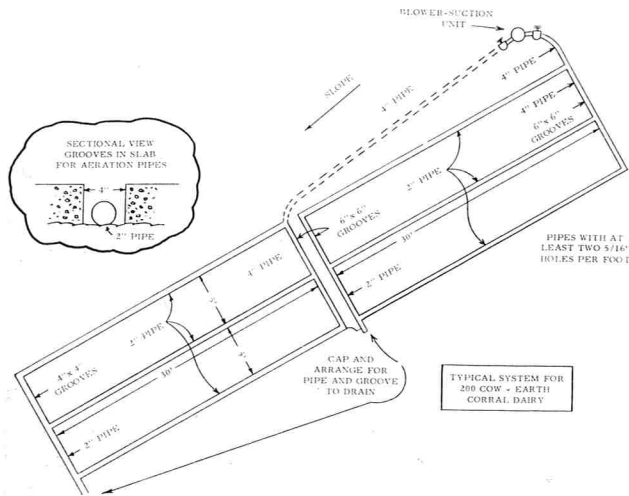 BLOWER-SUCTION
UNIT
4" PIPE
4" PIPE
SLOPE
4" PIPE
4" PIPE
6"x 6"
GROOVES
SECTIONAL VIEW
GROOVES IN SLAB
FOR AERATION PIPES
4"
2" PIPE
2" PIPE
6"x 6"
GROOVES
30'
2" PIPE
PIPES WITH AT
LEAST TWO 5/16"
HOLES PER FOO
4" PIPE
2" PIPE
4"x 4"
GROOVES
30'
2" PIPE
CAP AND
ARRANGE FOR
PIPE AND GROOVE
TO DRAIN
TYPICAL SYSTEM FOR
200 COW - EARTH
CORRAL DAIRY